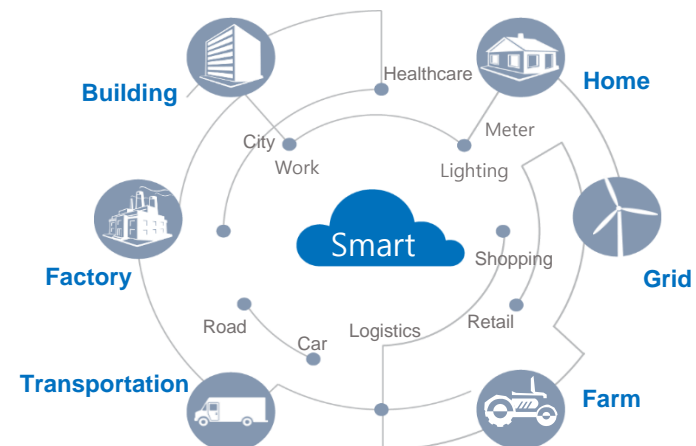 Healthcare
Building
Home
Meter
City
Work
Lighting
Smart
Shopping
Factory
Grid
Road
Logistics
Retail
Car
Transportation
Farm